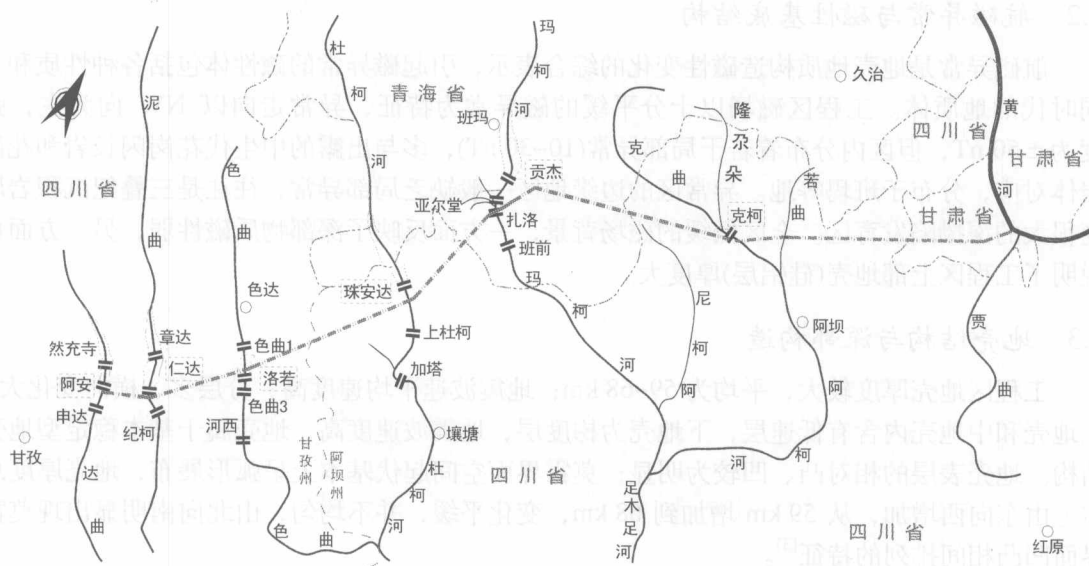 四川省
泥曲
色曲
杜柯河
青海省
玛柯河
班玛
贡杰
亚尔堂
扎洛
班前
克曲
隆尕朵
克柯
若曲
久治
四川省
黄河
甘肃省
甘肃省
色达
珠安达
上杜柯
加塔
壤塘
杜柯河
然充寺
章达
阿安
仁达
申达
纪柯
甘孜
达曲
色曲1
洛若
色曲3
河西
甘孜州
阿坝州
色曲
四川省
玛柯河
尼柯阿
足木足河
阿坝
阿柯河
贾曲
四川省
红原